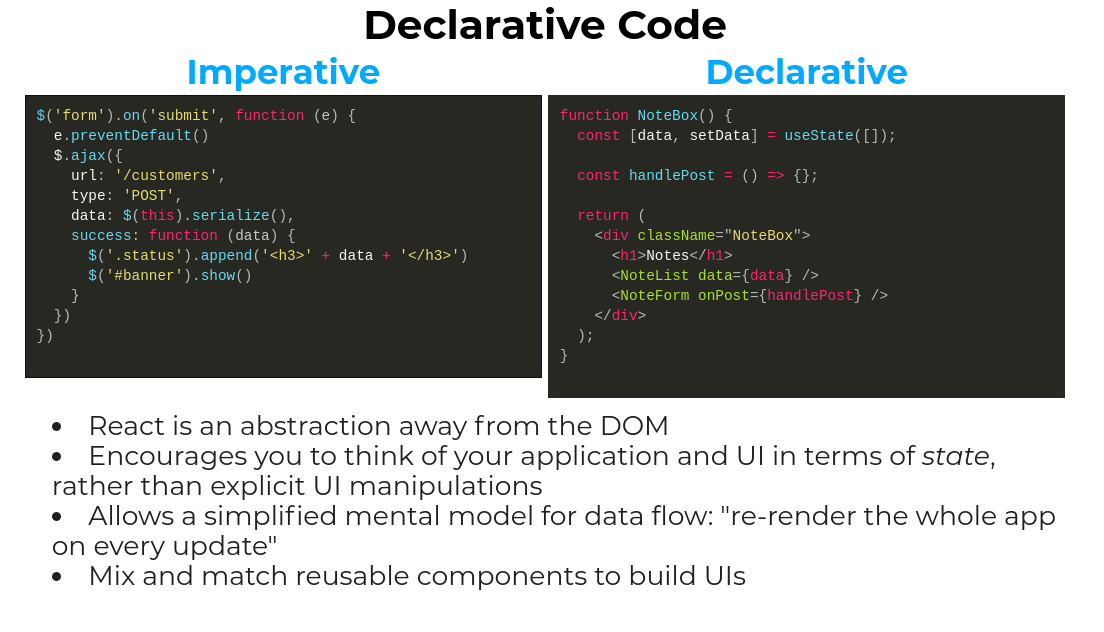 Declarative Code
Imperative
$('form').on('submit', function (e) {
  e.preventDefault()
  $.ajax({
    url: '/customers',
    type: 'POST',
    data: $(this).serialize(),
    success: function (data) {
      $('.status').append('<h3>' + data + '</h3>')
      $('#banner').show()
    }
  })
})
Declarative
function NoteBox() {
  const [data, setData] = useState([]);
  const handlePost = () => {};
  return (
    <div className="NoteBox">
      <h1>Notes</h1>
      <NoteList data={data} />
      <NoteForm onPost={handlePost} />
    </div>
  );
}
• React is an abstraction away from the DOM
• Encourages you to think of your application and UI in terms of state,
rather than explicit UI manipulations
• Allows a simplified mental model for data flow: "re-render the whole app
on every update"
• Mix and match reusable components to build UIs